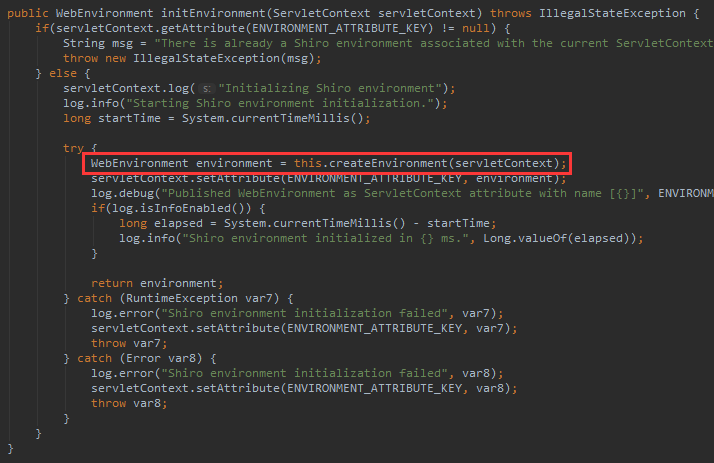 public WebEnvironment initEnvironment(ServletContext servletContext) throws IllegalStateException {
    if(servletContext.getAttribute(ENVIRONMENT_ATTRIBUTE_KEY) != null) {
        String msg = "There is already a Shiro environment associated with the current ServletContext
        throw new IllegalStateException(msg);
    } else {
        servletContext.log( s: "Initializing Shiro environment");
        log.info("Starting Shiro environment initialization.");
        long startTime = System.currentTimeMillis();
        try {
            WebEnvironment environment = this.createEnvironment(servletContext);
            servletContext.setAttribute(ENVIRONMENT_ATTRIBUTE_KEY, environment);
            log.debug("Published WebEnvironment as ServletContext attribute with name [{}]", ENVIRONM
            if(log.isInfoEnabled()) {
                long elapsed = System.currentTimeMillis() - startTime;
                log.info("Shiro environment initialized in {} ms.", Long.valueOf(elapsed));
            }
            return environment;
        } catch (RuntimeException var7) {
            log.error("Shiro environment initialization failed", var7);
            servletContext.setAttribute(ENVIRONMENT_ATTRIBUTE_KEY, var7);
            throw var7;
        } catch (Error var8) {
            log.error("Shiro environment initialization failed", var8);
            servletContext.setAttribute(ENVIRONMENT_ATTRIBUTE_KEY, var8);
            throw var8;
        }
    }
}